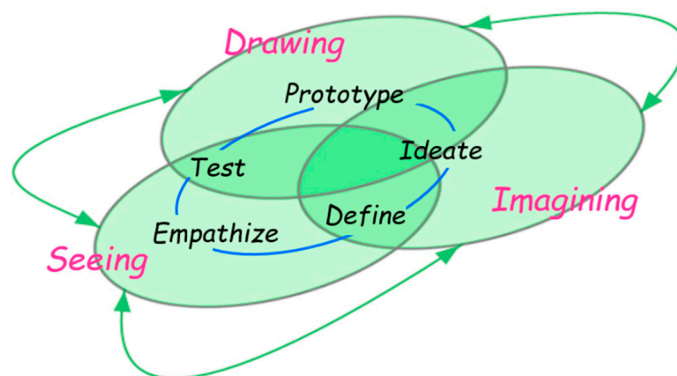 Drawing
Prototype
Ideate
Test
Imagining
Define
Empathize
Seeing